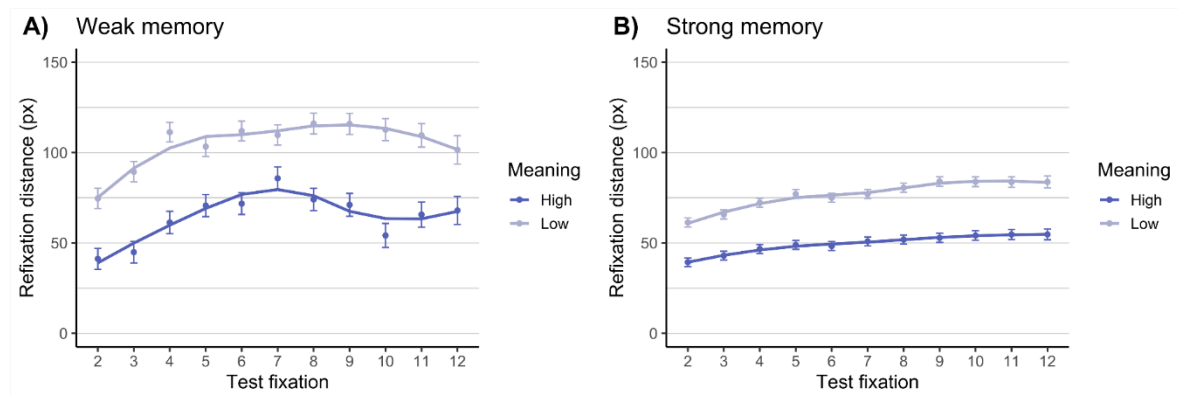 A) Weak memory
150
100
50
0
Refixation distance (px)
2 3 4 5 6 7 8 9 10 11 12
Test fixation
Meaning
High
Low
B) Strong memory
150
100
50
0
Refixation distance (px)
2 3 4 5 6 7 8 9 10 11 12
Test fixation
Meaning
High
Low